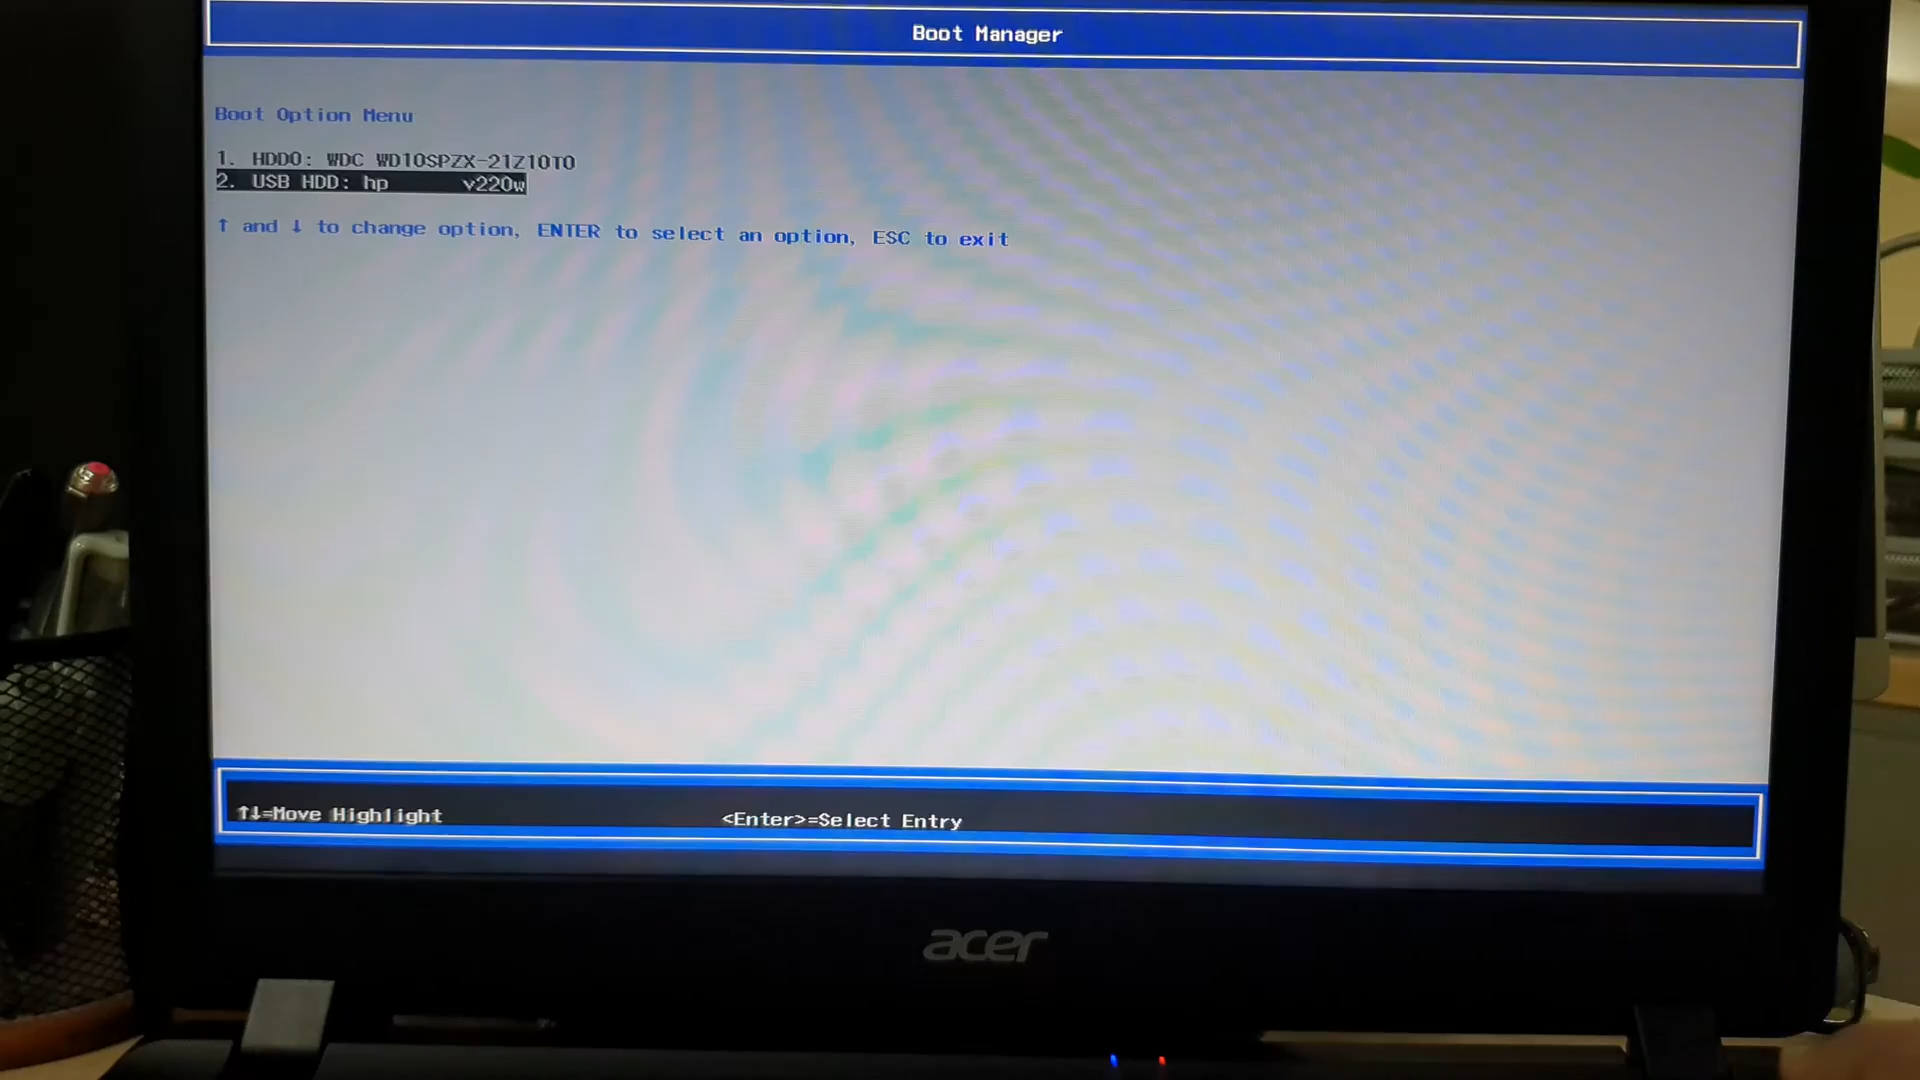 Boot Manager
Boot Option Menu
1. HDD0: WDC WD10SPZX-21Z10T0
2. USB HDD: hp v220w
↑ and ↓ to change option, ENTER to select an option, ESC to exit
↑↓=Move Highlight <Enter>=Select Entry
acer